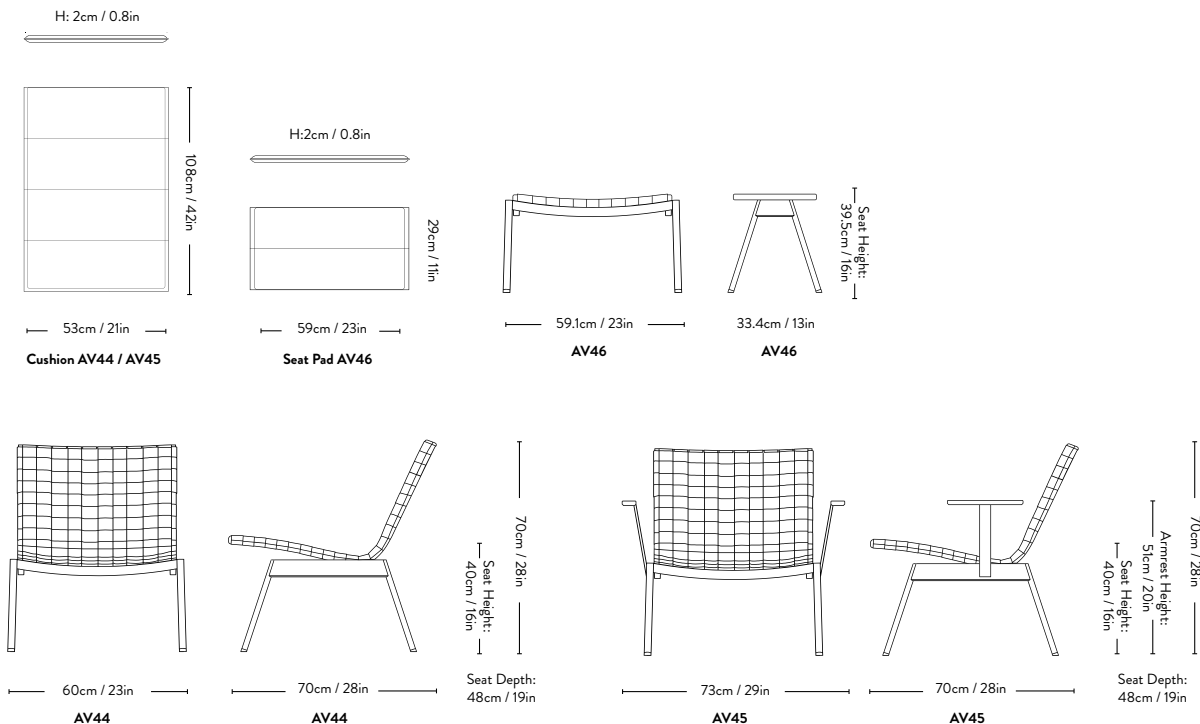 H: 2cm / 0.8in
108cm / 42in
53cm / 21in
Cushion AV44 / AV45
H:2cm / 0.8in
29cm / 11in
59cm / 23in
Seat Pad AV46
59.1cm / 23in
AV46
33.4cm / 13in
AV46
Seat Height:
39.5cm / 16in
60cm / 23in
AV44
70cm / 28in
AV44
Seat Height:
40cm / 16in
70cm / 28in
Seat Depth:
48cm / 19in
73cm / 29in
AV45
70cm / 28in
AV45
Seat Height:
40cm / 16in
Armrest Height:
51cm / 20in
70cm / 28in
Seat Depth:
48cm / 19in